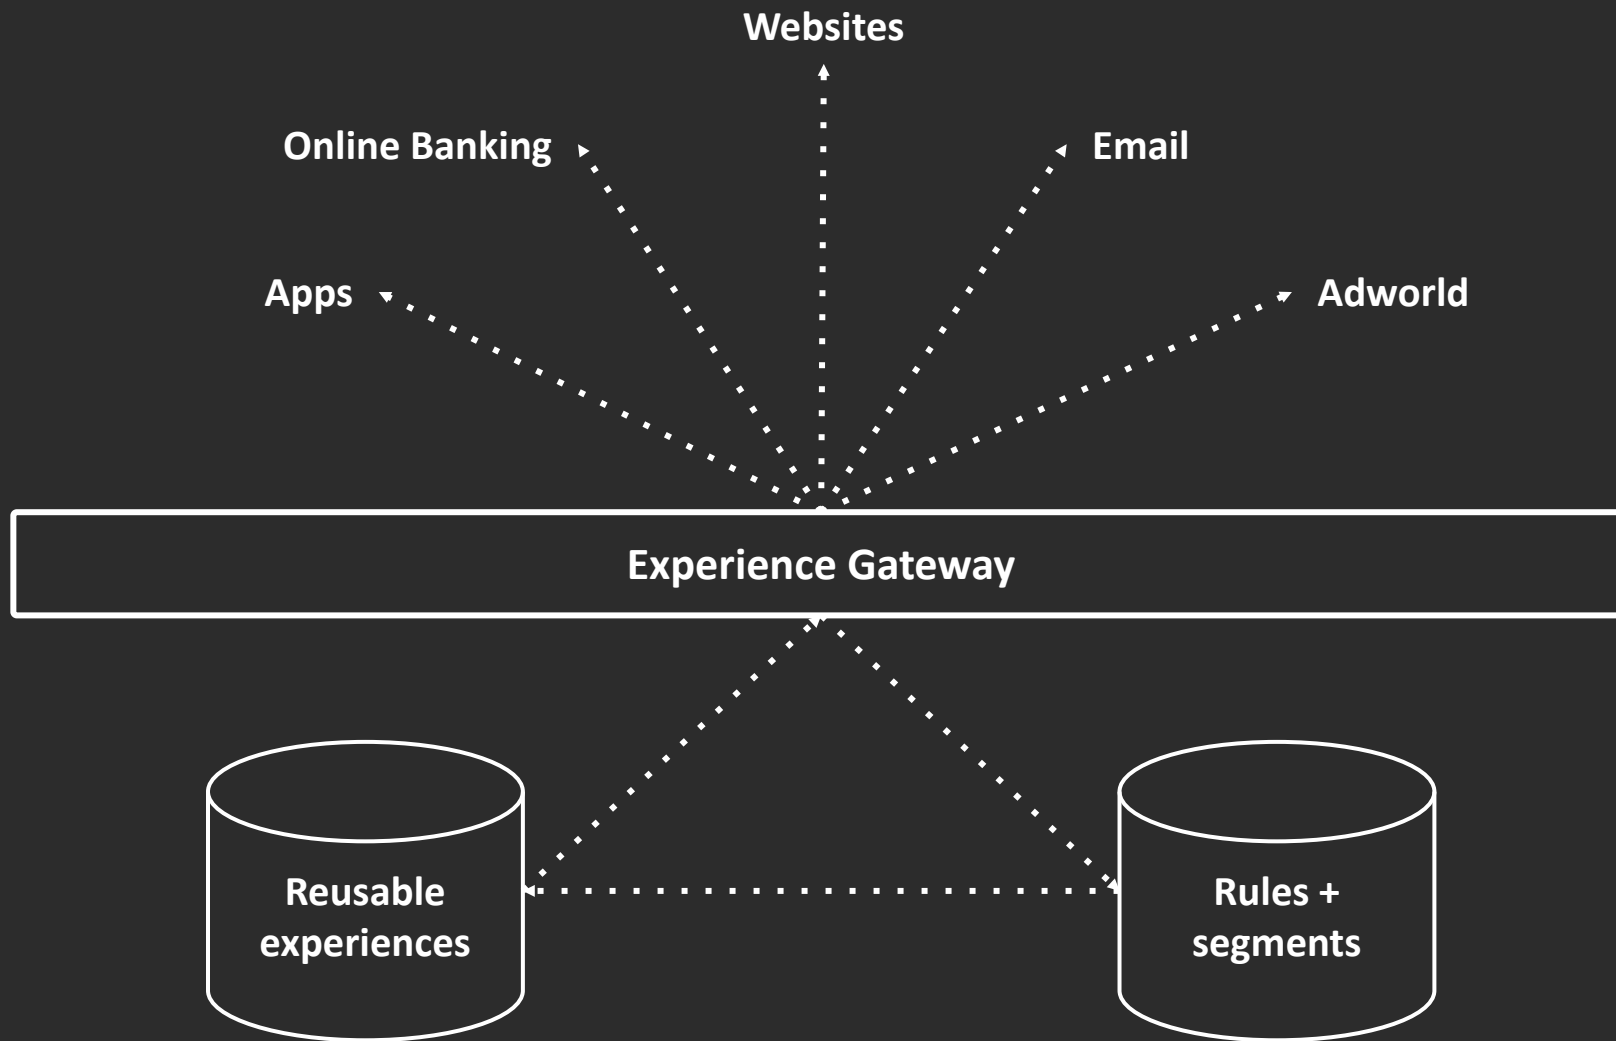 Websites
Online Banking
Email
Apps
Adworld
Experience Gateway
Reusable
experiences
Rules +
segments